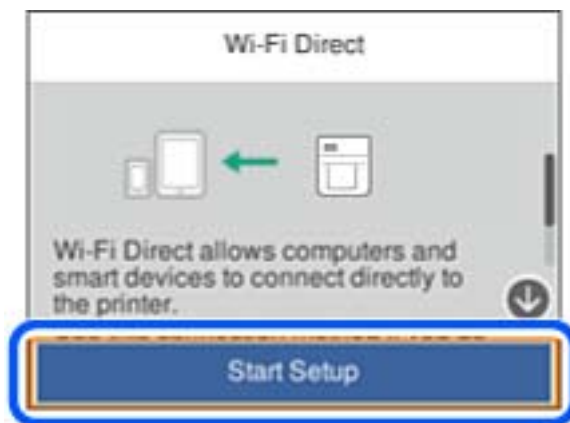 Wi-Fi Direct
Wi-Fi Direct allows computers and
smart devices to connect directly to
the printer.
Start Setup